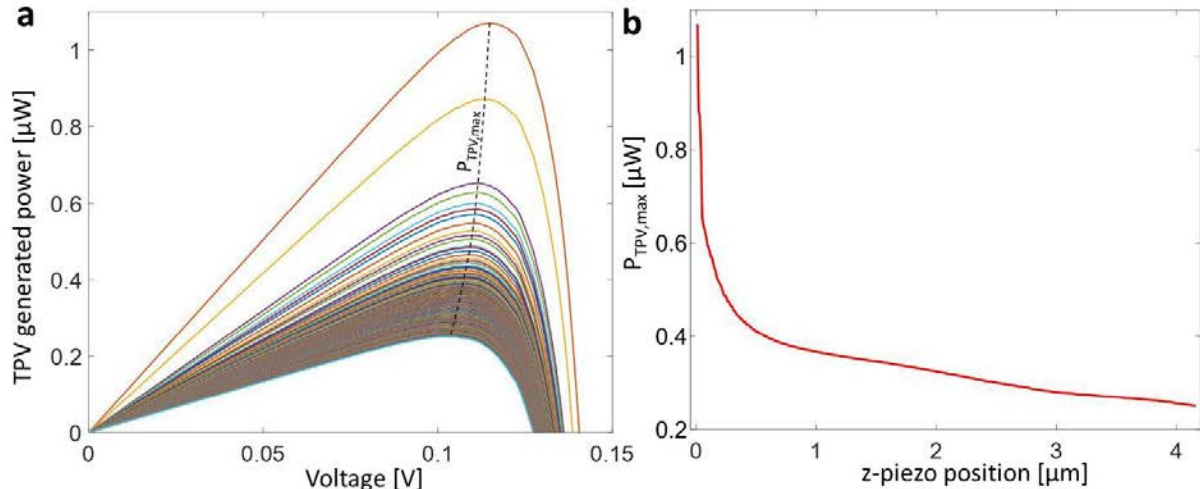 a
TPV generated power [µW]
1
0.8
0.6
0.4
0.2
0
P_TPV,max
0
0.05
0.1
0.15
Voltage [V]
b
P_TPV,max [µW]
1
0.8
0.6
0.4
0.2
0
1
2
3
4
z-piezo position [µm]